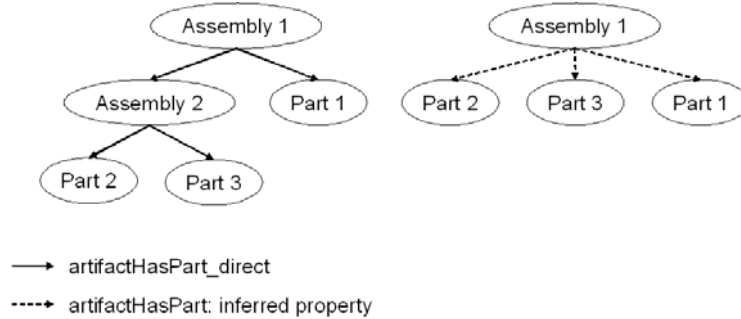 Assembly 1
Assembly 1
Assembly 2
Part 1
Part 2
Part 3
Part 1
Part 2
Part 3
artifactHasPart_direct
artifactHasPart: inferred property